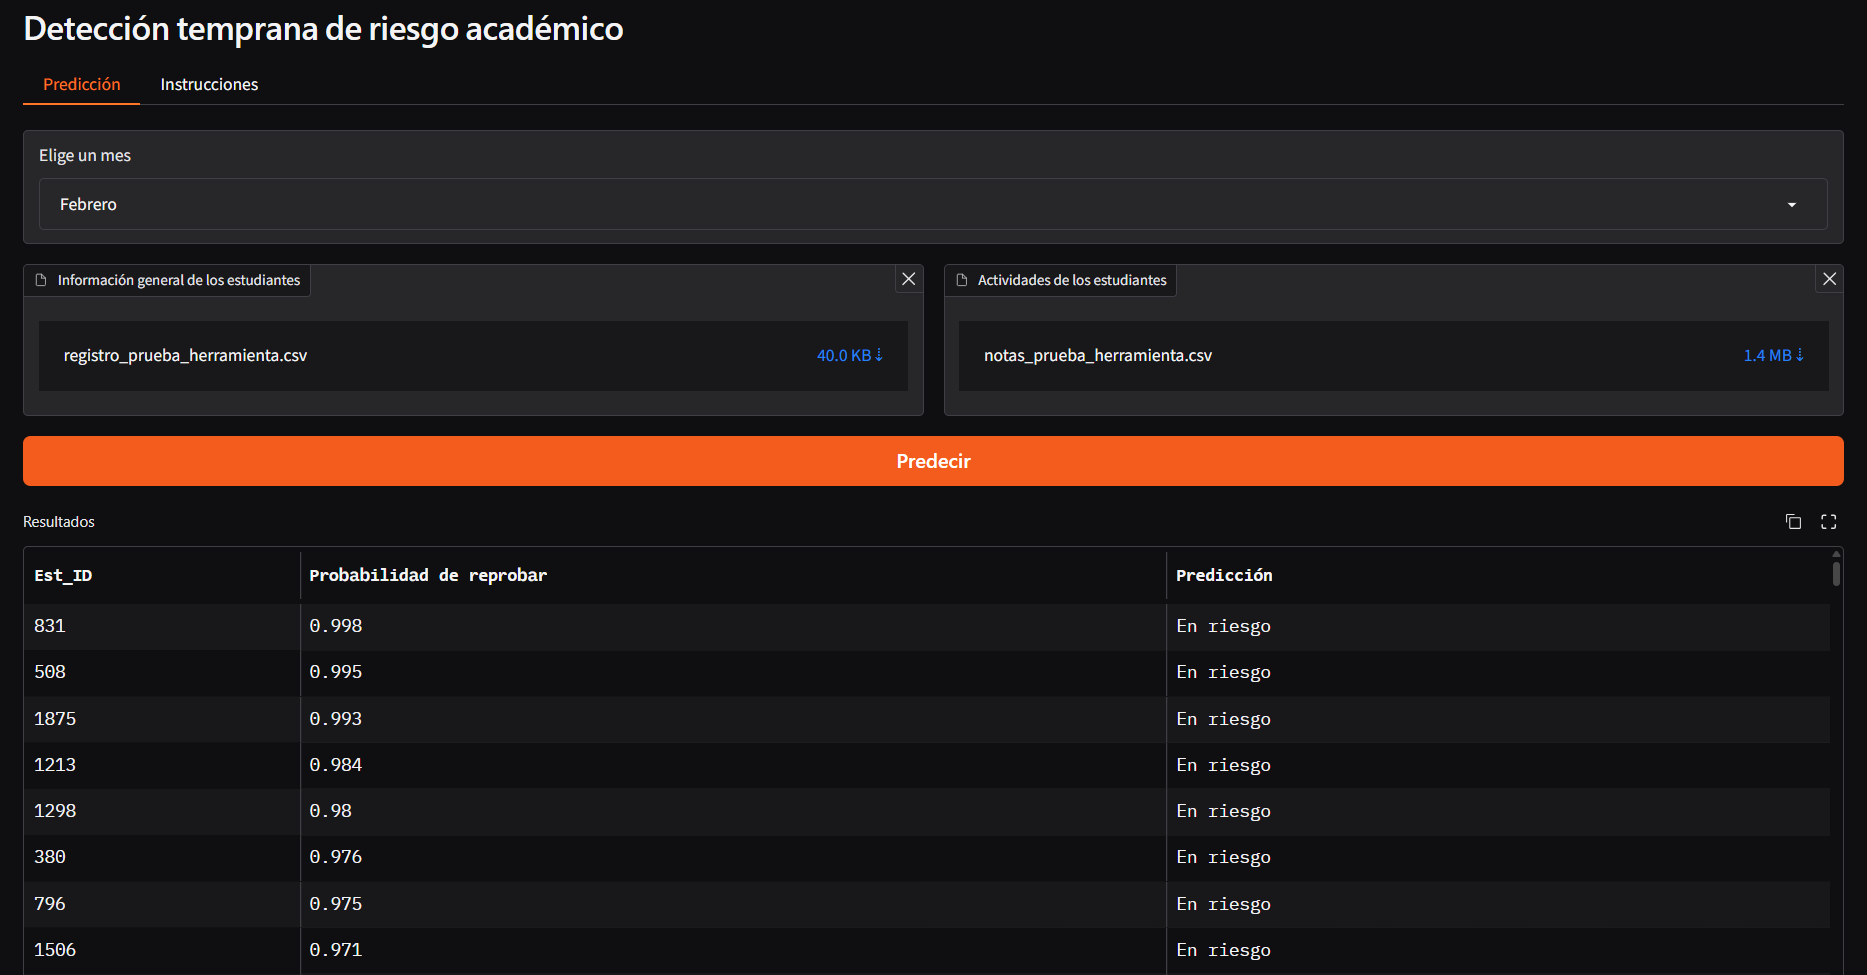 Detección temprana de riesgo académico
Predicción Instrucciones
Elige un mes
Febrero
Información general de los estudiantes
registro_prueba_herramienta.csv 40.0 KB⇣
Actividades de los estudiantes
notas_prueba_herramienta.csv 1.4 MB⇣
Predecir
Resultados
Est_ID Probabilidad de reprobar Predicción
831 0.998 En riesgo
508 0.995 En riesgo
1875 0.993 En riesgo
1213 0.984 En riesgo
1298 0.98 En riesgo
380 0.976 En riesgo
796 0.975 En riesgo
1506 0.971 En riesgo